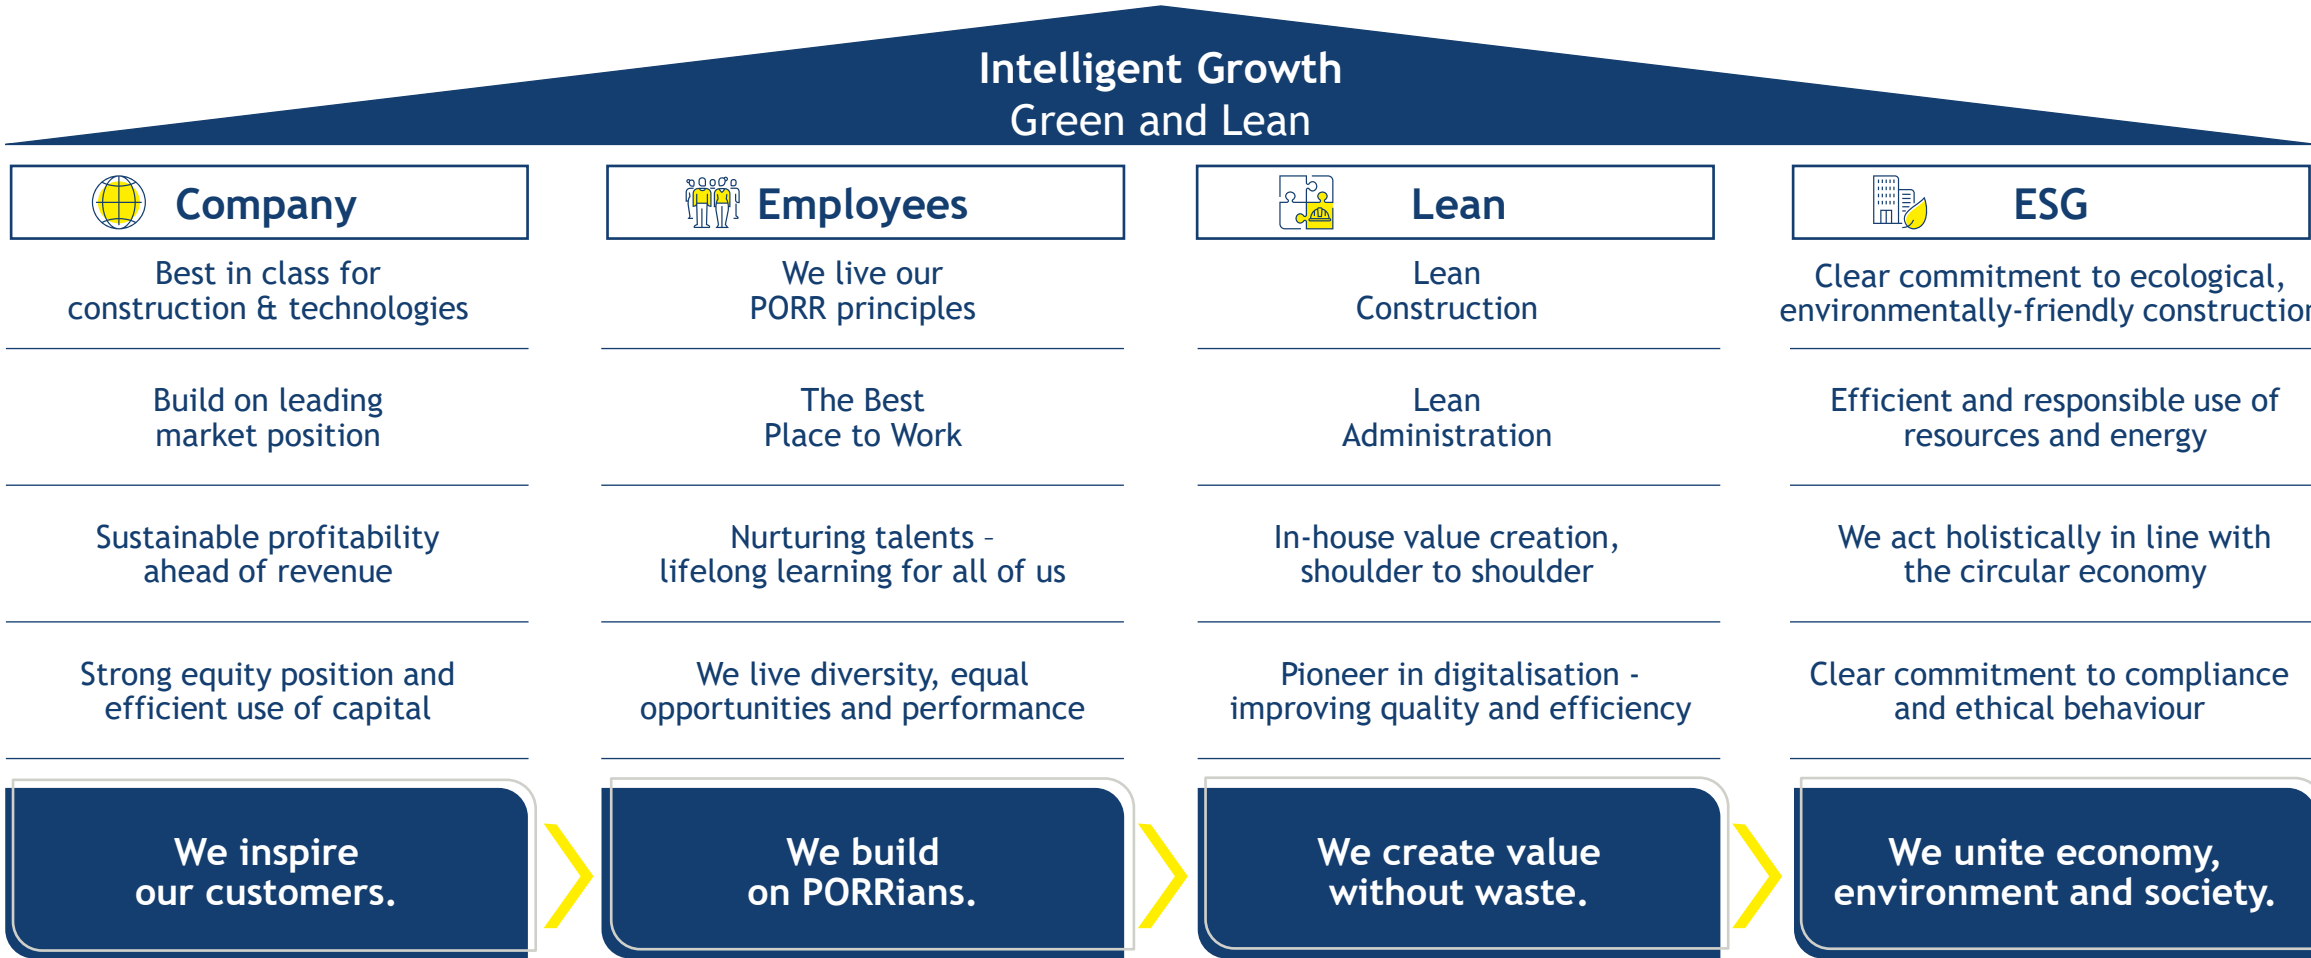 Intelligent Growth
Green and Lean
Company
Best in class for
construction & technologies
Build on leading
market position
Sustainable profitability
ahead of revenue
Strong equity position and
efficient use of capital
We inspire
our customers.
Employees
We live our
PORR principles
The Best
Place to Work
Nurturing talents –
lifelong learning for all of us
We live diversity, equal
opportunities and performance
We build
on PORRians.
Lean
Lean
Construction
Lean
Administration
In-house value creation,
shoulder to shoulder
Pioneer in digitalisation -
improving quality and efficiency
We create value
without waste.
ESG
Clear commitment to ecological,
environmentally-friendly construction
Efficient and responsible use of
resources and energy
We act holistically in line with
the circular economy
Clear commitment to compliance
and ethical behaviour
We unite economy,
environment and society.